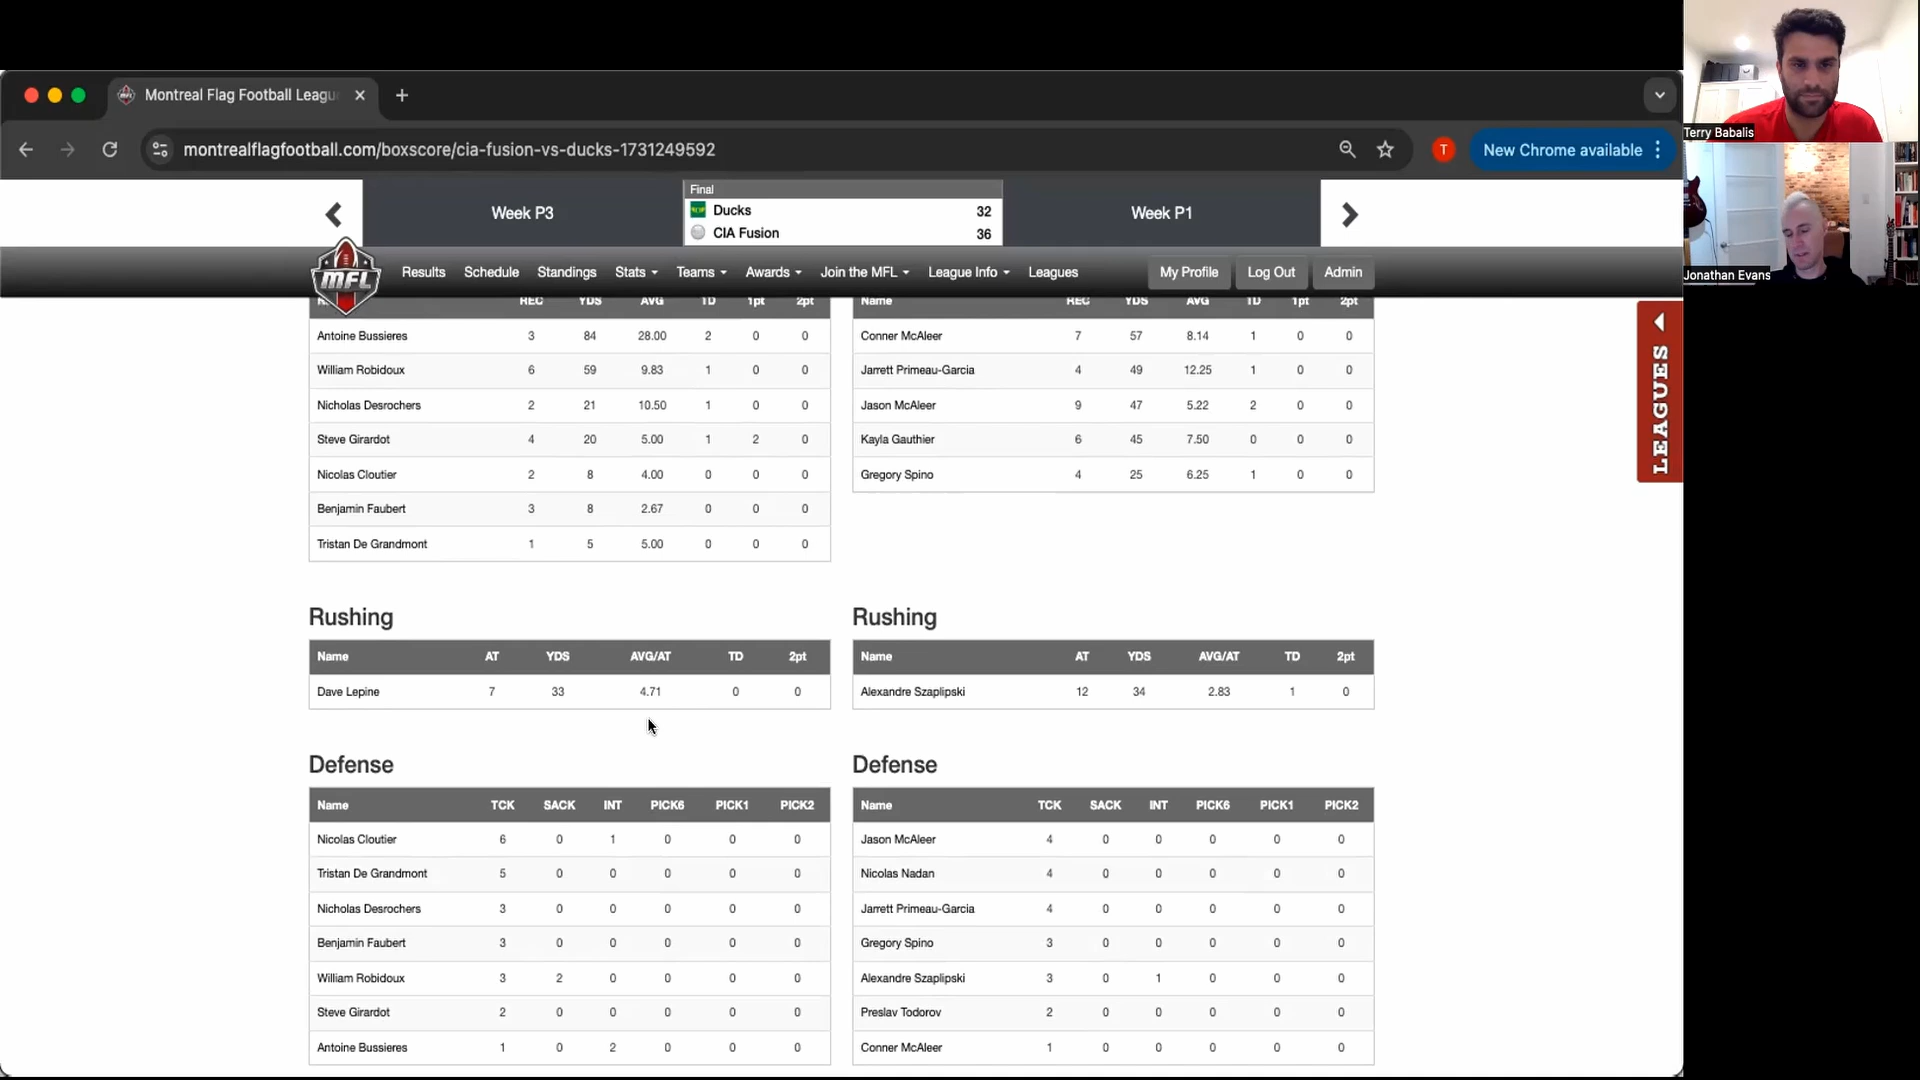 Montreal Flag Football Leagu
montrealflagfootball.com/boxscore/cia-fusion-vs-ducks-1731249592
T
New Chrome available
Terry Babalis
Jonathan Evans
Week P3
Final
Ducks 32
CIA Fusion 36
Week P1
MFL
Results Schedule Standings Stats Teams Awards Join the MFL League Info Leagues My Profile Log Out Admin
LEAGUES
REC YDS AVG TD 1pt 2pt
Antoine Bussieres 3 84 28.00 2 0 0
William Robidoux 6 59 9.83 1 0 0
Nicholas Desrochers 2 21 10.50 1 0 0
Steve Girardot 4 20 5.00 1 2 0
Nicolas Cloutier 2 8 4.00 0 0 0
Benjamin Faubert 3 8 2.67 0 0 0
Tristan De Grandmont 1 5 5.00 0 0 0
Name REC YDS AVG TD 1pt 2pt
Conner McAleer 7 57 8.14 1 0 0
Jarrett Primeau-Garcia 4 49 12.25 1 0 0
Jason McAleer 9 47 5.22 2 0 0
Kayla Gauthier 6 45 7.50 0 0 0
Gregory Spino 4 25 6.25 1 0 0
Rushing
Name AT YDS AVG/AT TD 2pt
Dave Lepine 7 33 4.71 0 0
Rushing
Name AT YDS AVG/AT TD 2pt
Alexandre Szaplipski 12 34 2.83 1 0
Defense
Name TCK SACK INT PICK6 PICK1 PICK2
Nicolas Cloutier 6 0 1 0 0 0
Tristan De Grandmont 5 0 0 0 0 0
Nicholas Desrochers 3 0 0 0 0 0
Benjamin Faubert 3 0 0 0 0 0
William Robidoux 3 2 0 0 0 0
Steve Girardot 2 0 0 0 0 0
Antoine Bussieres 1 0 2 0 0 0
Defense
Name TCK SACK INT PICK6 PICK1 PICK2
Jason McAleer 4 0 0 0 0 0
Nicolas Nadan 4 0 0 0 0 0
Jarrett Primeau-Garcia 4 0 0 0 0 0
Gregory Spino 3 0 0 0 0 0
Alexandre Szaplipski 3 0 1 0 0 0
Preslav Todorov 2 0 0 0 0 0
Conner McAleer 1 0 0 0 0 0